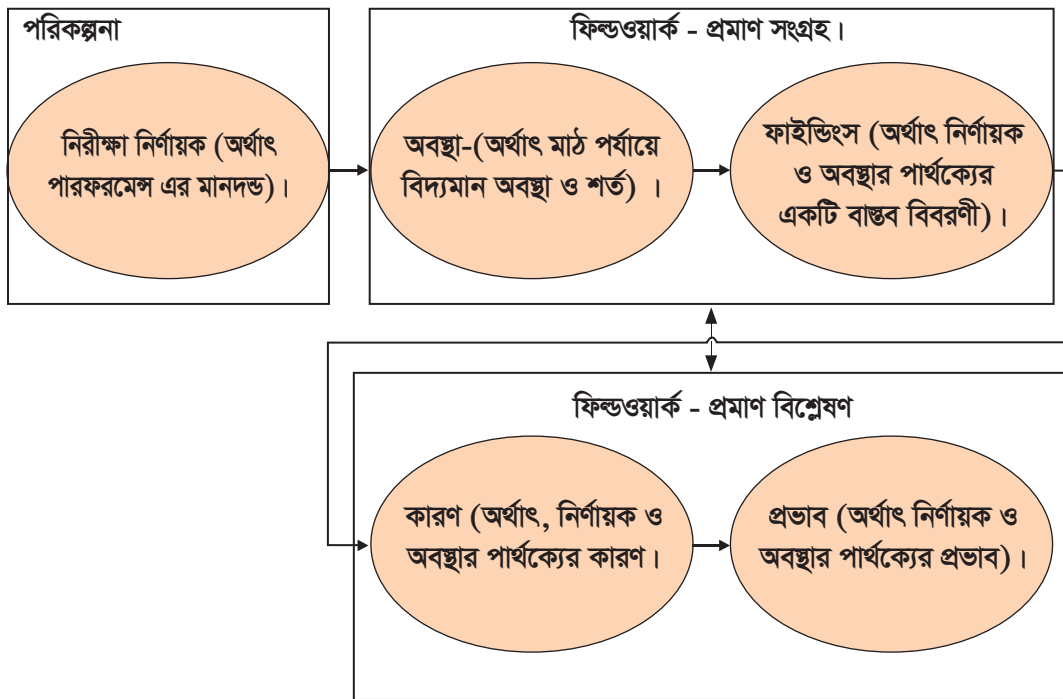 পরিকল্পনা
নিরীক্ষা নির্ণায়ক (অর্থাৎ
পারফরমেন্স এর মানদন্ড)।
ফিল্ডওয়ার্ক - প্রমাণ সংগ্রহ।
অবস্থা-(অর্থাৎ মাঠ পর্যায়ে
বিদ্যমান অবস্থা ও শর্ত) ।
ফাইন্ডিংস (অর্থাৎ নির্ণায়ক
ও অবস্থার পার্থক্যের
একটি বাস্তব বিবরণী)।
ফিল্ডওয়ার্ক - প্রমাণ বিশ্লেষণ
কারণ (অর্থাৎ, নির্ণায়ক ও
অবস্থার পার্থক্যের কারণ।
প্রভাব (অর্থাৎ নির্ণায়ক ও
অবস্থার পার্থক্যের প্রভাব)।